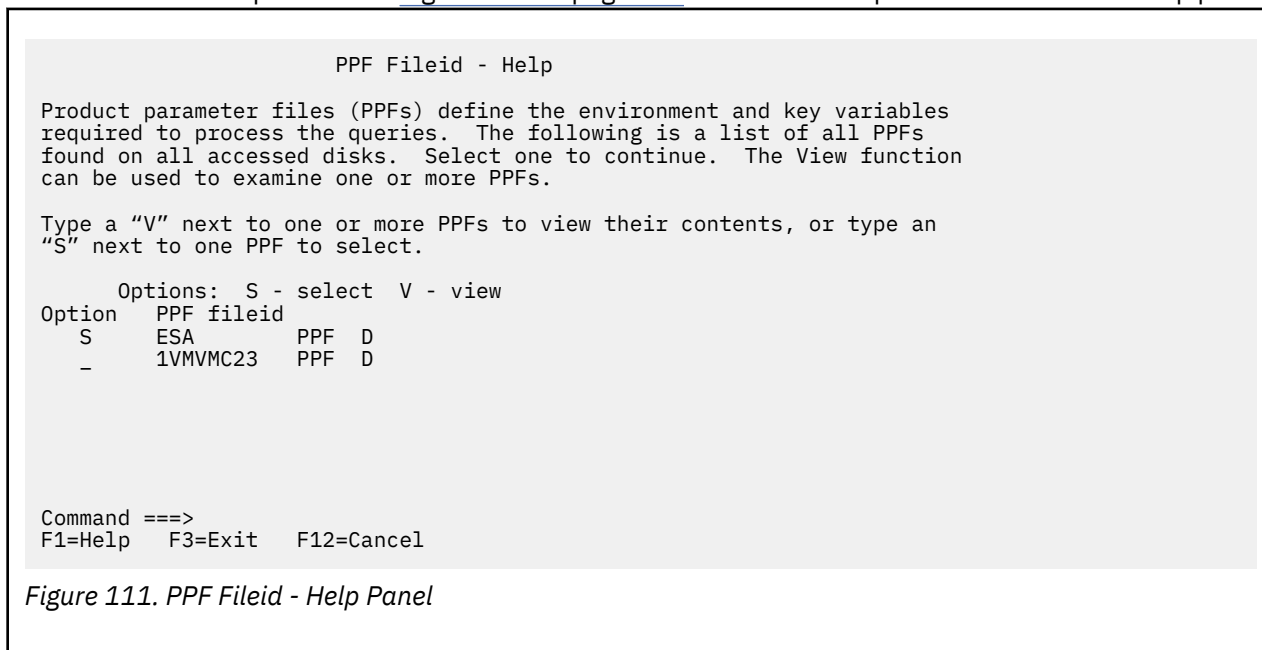 PPF Fileid - Help
Product parameter files (PPFs) define the environment and key variables
required to process the queries.  The following is a list of all PPFs
found on all accessed disks.  Select one to continue.  The View function
can be used to examine one or more PPFs.
Type a “V” next to one or more PPFs to view their contents, or type an
“S” next to one PPF to select.
Options:  S - select  V - view
Option   PPF fileid
S      ESA        PPF  D
_      1VMVMC23   PPF  D
Command ===>
F1=Help   F3=Exit   F12=Cancel
Figure 111. PPF Fileid - Help Panel